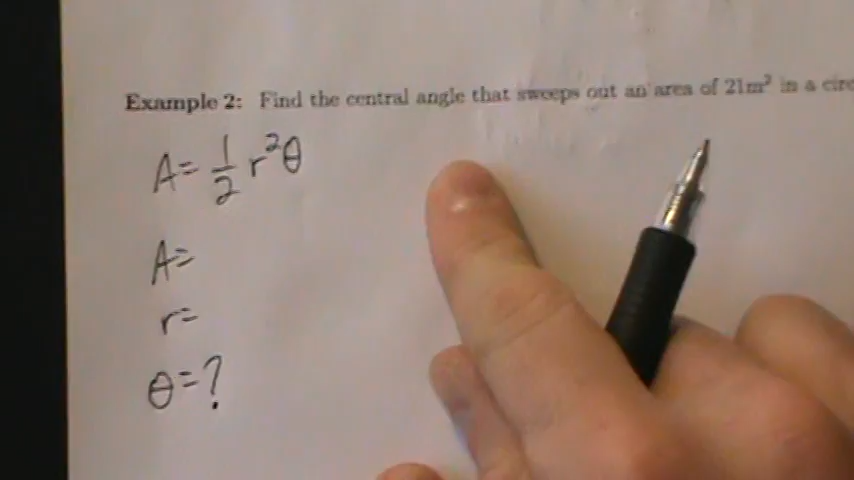 Example 2: Find the central angle that sweeps out an area of 21m² in a circ
A = 1/2 r²θ
A =
r =
θ = ?